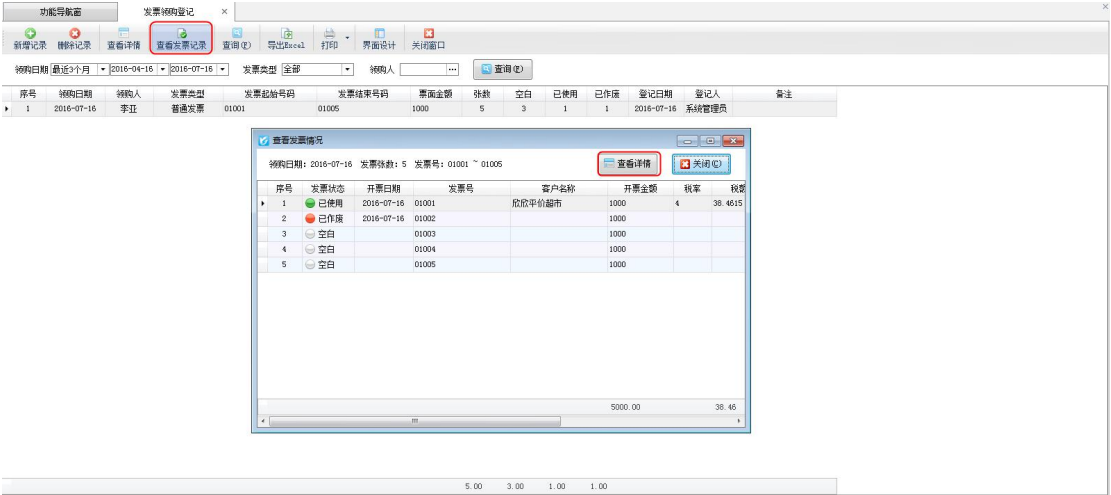 功能导航窗 发票领购登记 ×
新增记录 删除记录 查看详情 查看发票记录 查询(F) 导出Excel 打印 界面设计 关闭窗口
领购日期 最近3个月 2016-04-16 2016-07-16 发票类型 全部 领购人 ... 查询(F)
序号 领购日期 领购人 发票类型 发票起始号码 发票结束号码 票面金额 张数 空白 已使用 已作废 登记日期 登记人 备注
1 2016-07-16 李亚 普通发票 01001 01005 1000 5 3 1 1 2016-07-16 系统管理员
查看发票情况
领购日期: 2016-07-16 发票张数: 5 发票号: 01001 ~ 01005 查看详情 关闭(C)
序号 发票状态 开票日期 发票号 客户名称 开票金额 税率 税额
1 已使用 2016-07-16 01001 欣欣平价超市 1000 4 38.4615
2 已作废 2016-07-16 01002 1000
3 空白 01003 1000
4 空白 01004 1000
5 空白 01005 1000
5000.00 38.46
5.00 3.00 1.00 1.00